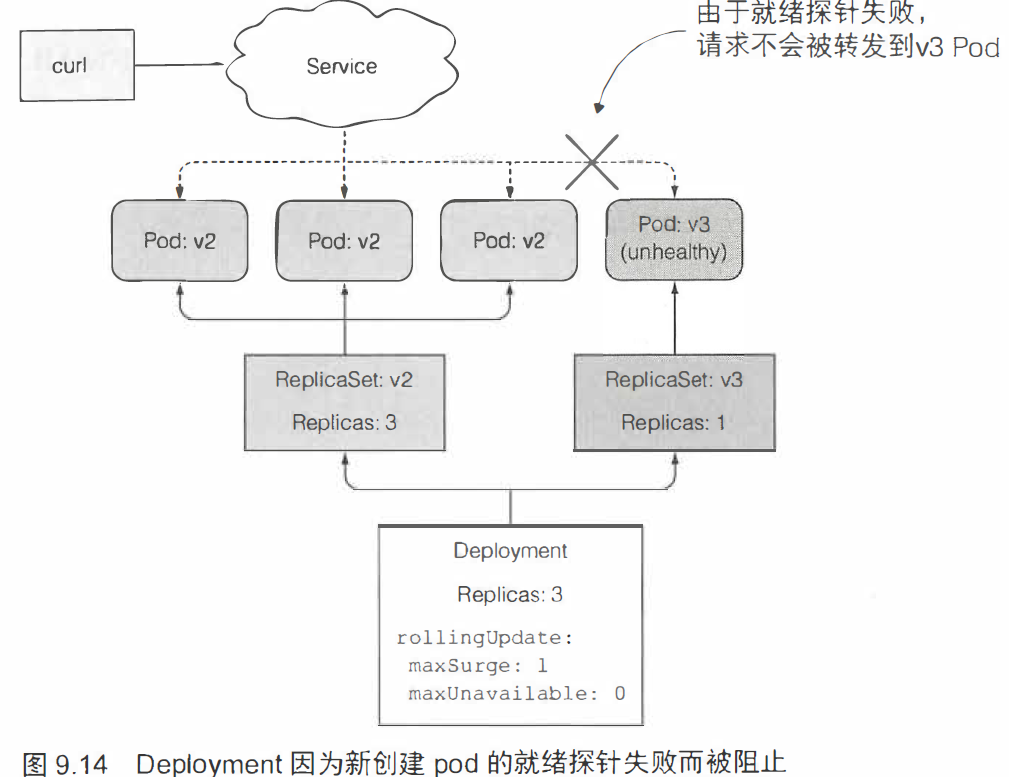 由于就绪探针失败，
请求不会被转发到v3 Pod
curl
Service
Pod: v2
Pod: v2
Pod: v2
Pod: v3
(unhealthy)
ReplicaSet: v2
Replicas: 3
ReplicaSet: v3
Replicas: 1
Deployment
Replicas: 3
rollingUpdate:
maxSurge: 1
maxUnavailable: 0
图 9.14 Deployment 因为新创建 pod 的就绪探针失败而被阻止